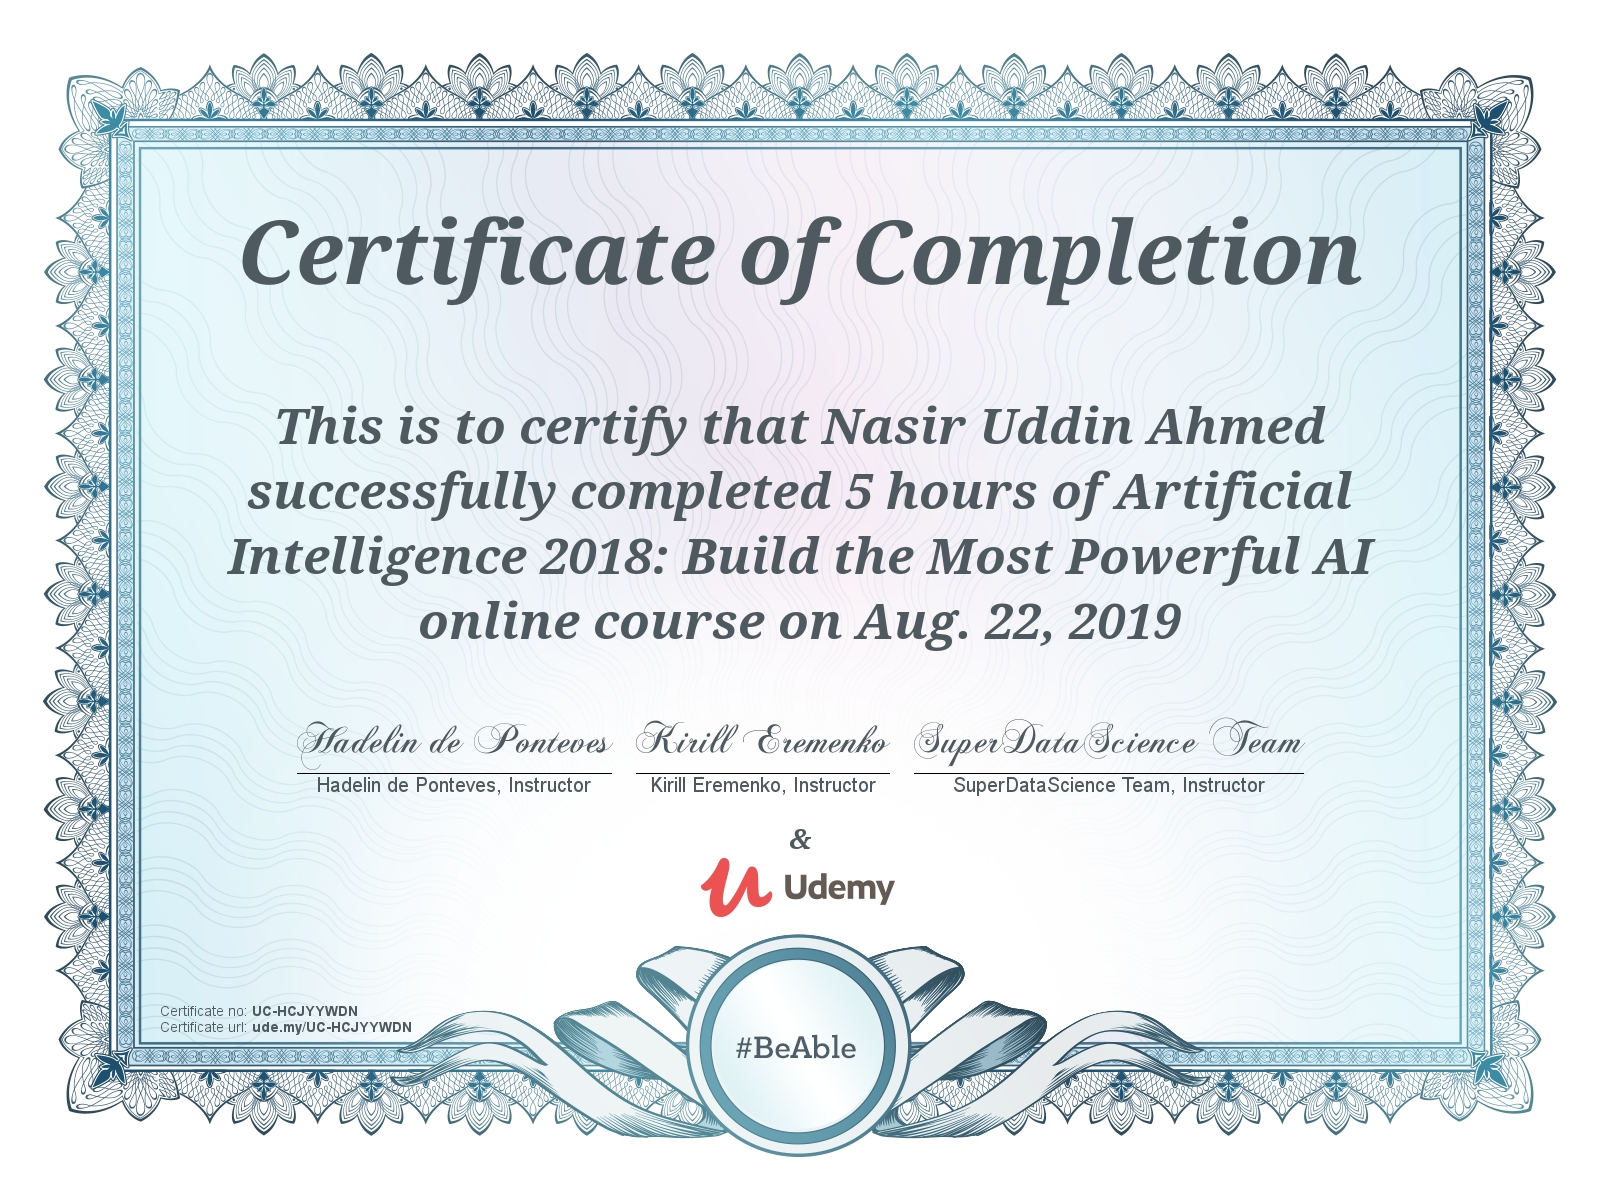 Certificate of Completion
This is to certify that Nasir Uddin Ahmed
successfully completed 5 hours of Artificial
Intelligence 2018: Build the Most Powerful AI
online course on Aug. 22, 2019
Hadelin de Ponteves Kirill Eremenko SuperDataScience Team
Hadelin de Ponteves, Instructor Kirill Eremenko, Instructor SuperDataScience Team, Instructor
&
Udemy
Certificate no: UC-HCJYYWDN
Certificate url: ude.my/UC-HCJYYWDN
#BeAble